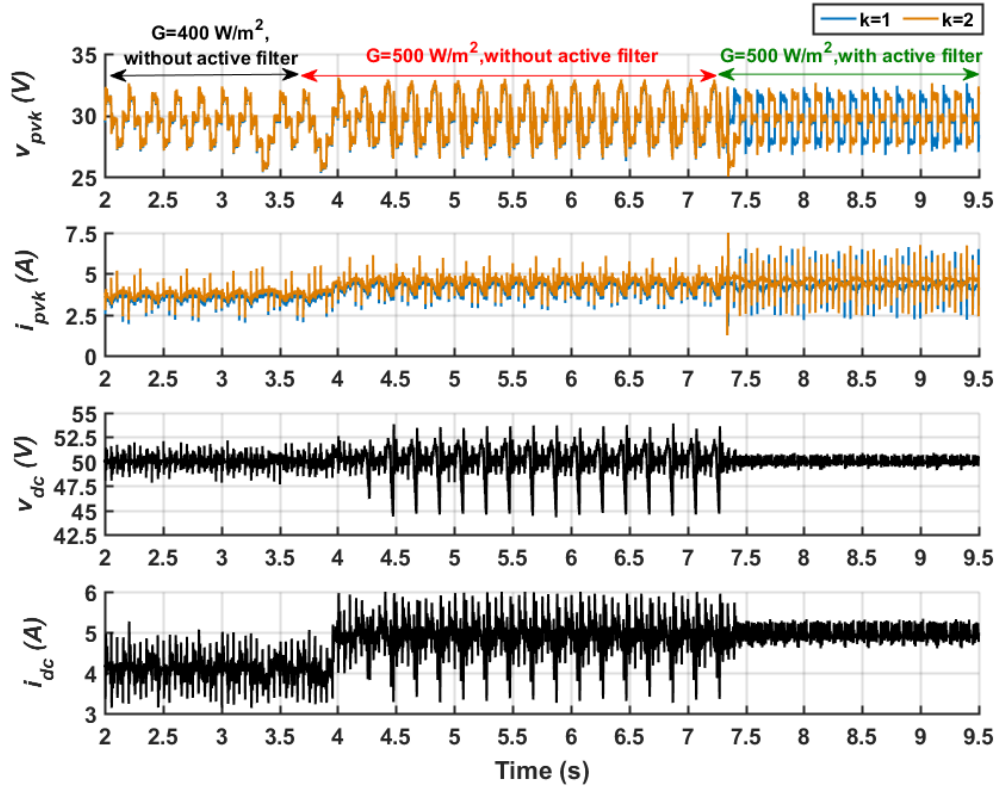 k=1 k=2
G=400 W/m²,
without active filter
G=500 W/m²,without active filter
G=500 W/m²,with active filter
v_pvk (V)
35
30
25
2 2.5 3 3.5 4 4.5 5 5.5 6 6.5 7 7.5 8 8.5 9 9.5
i_pvk (A)
7.5
5
2.5
0
2 2.5 3 3.5 4 4.5 5 5.5 6 6.5 7 7.5 8 8.5 9 9.5
v_dc (V)
55
52.5
50
47.5
45
42.5
2 2.5 3 3.5 4 4.5 5 5.5 6 6.5 7 7.5 8 8.5 9 9.5
i_dc (A)
6
5
4
3
2 2.5 3 3.5 4 4.5 5 5.5 6 6.5 7 7.5 8 8.5 9 9.5
Time (s)